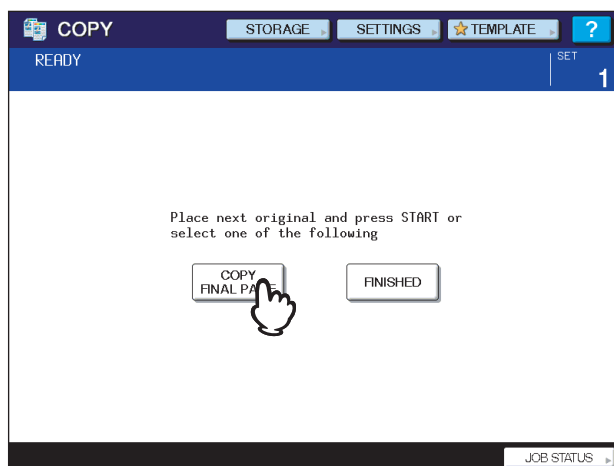 COPY
STORAGE
SETTINGS
TEMPLATE
?
READY
SET
1
Place next original and press START or
select one of the following
COPY
FINAL
FINISHED
JOB STATUS